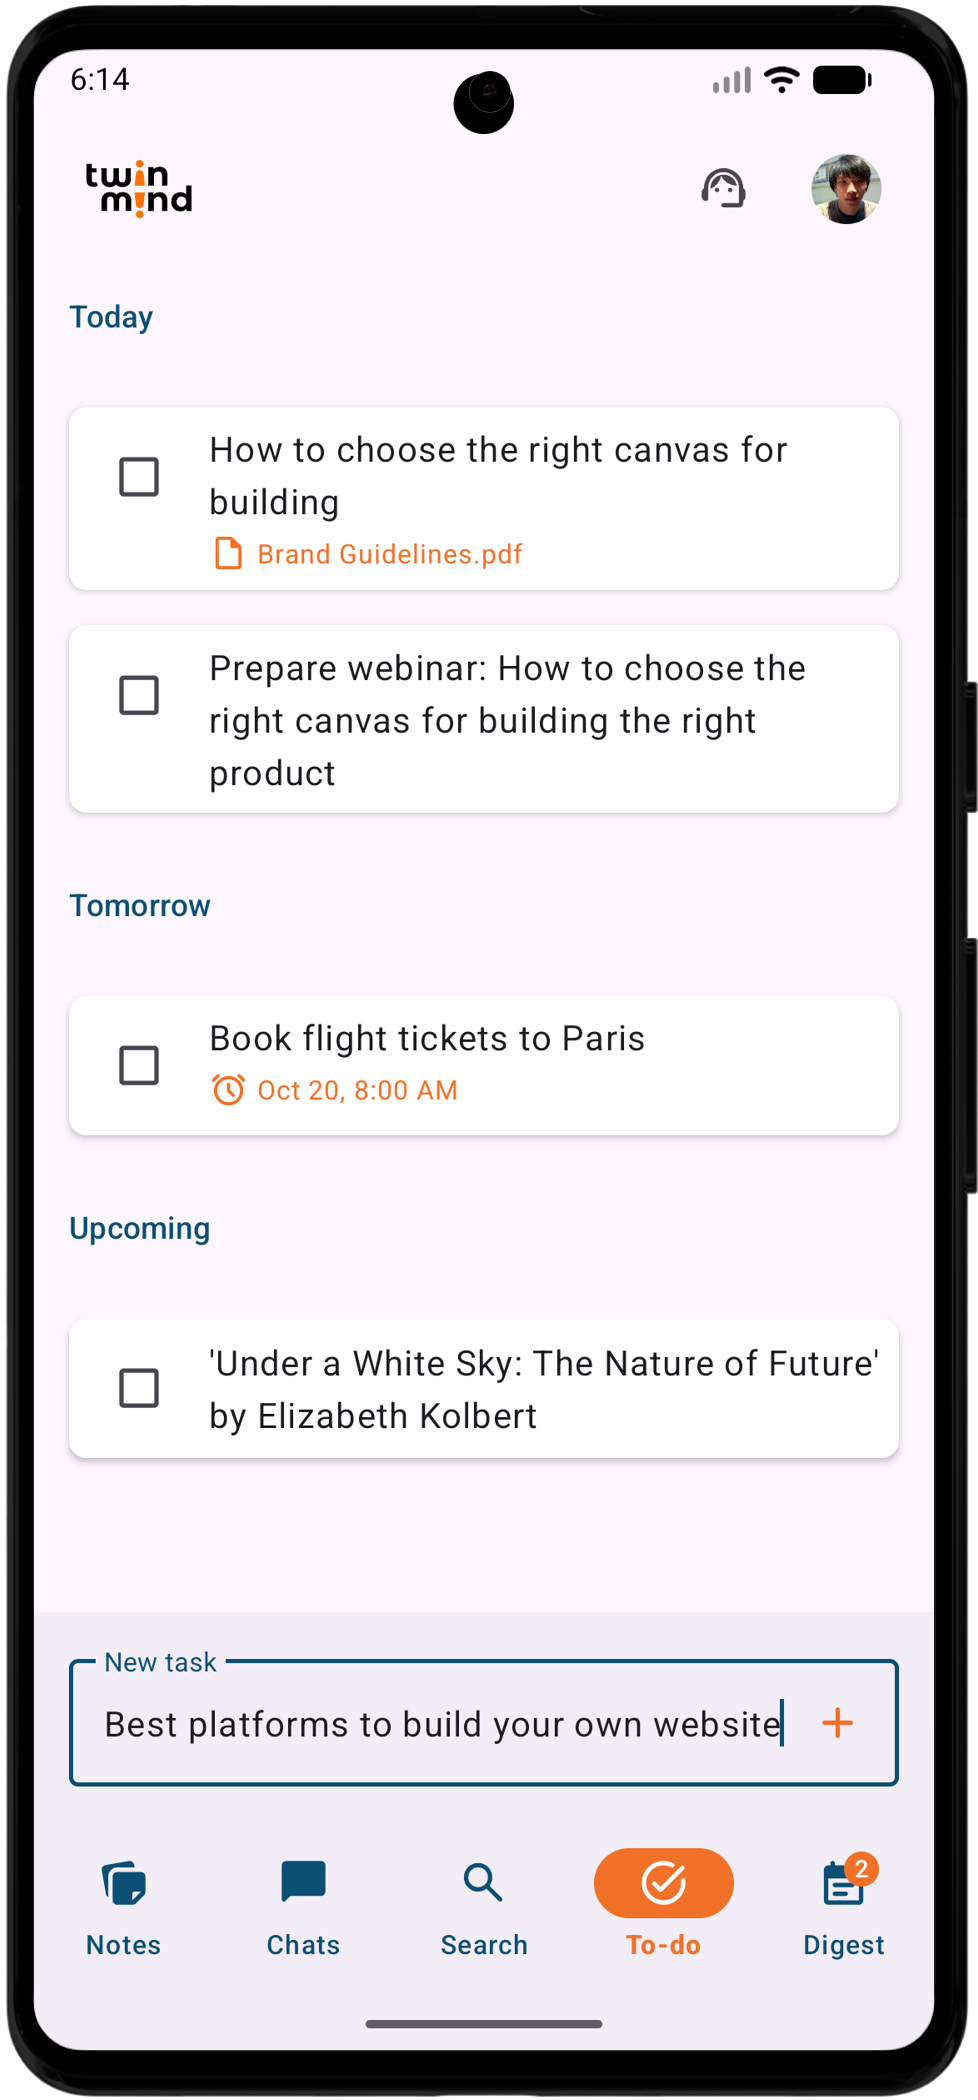 6:14
twin
mind
Today
How to choose the right canvas for
building
Brand Guidelines.pdf
Prepare webinar: How to choose the
right canvas for building the right
product
Tomorrow
Book flight tickets to Paris
Oct 20, 8:00 AM
Upcoming
'Under a White Sky: The Nature of Future'
by Elizabeth Kolbert
New task
Best platforms to build your own website
2
Notes
Chats
Search
To-do
Digest